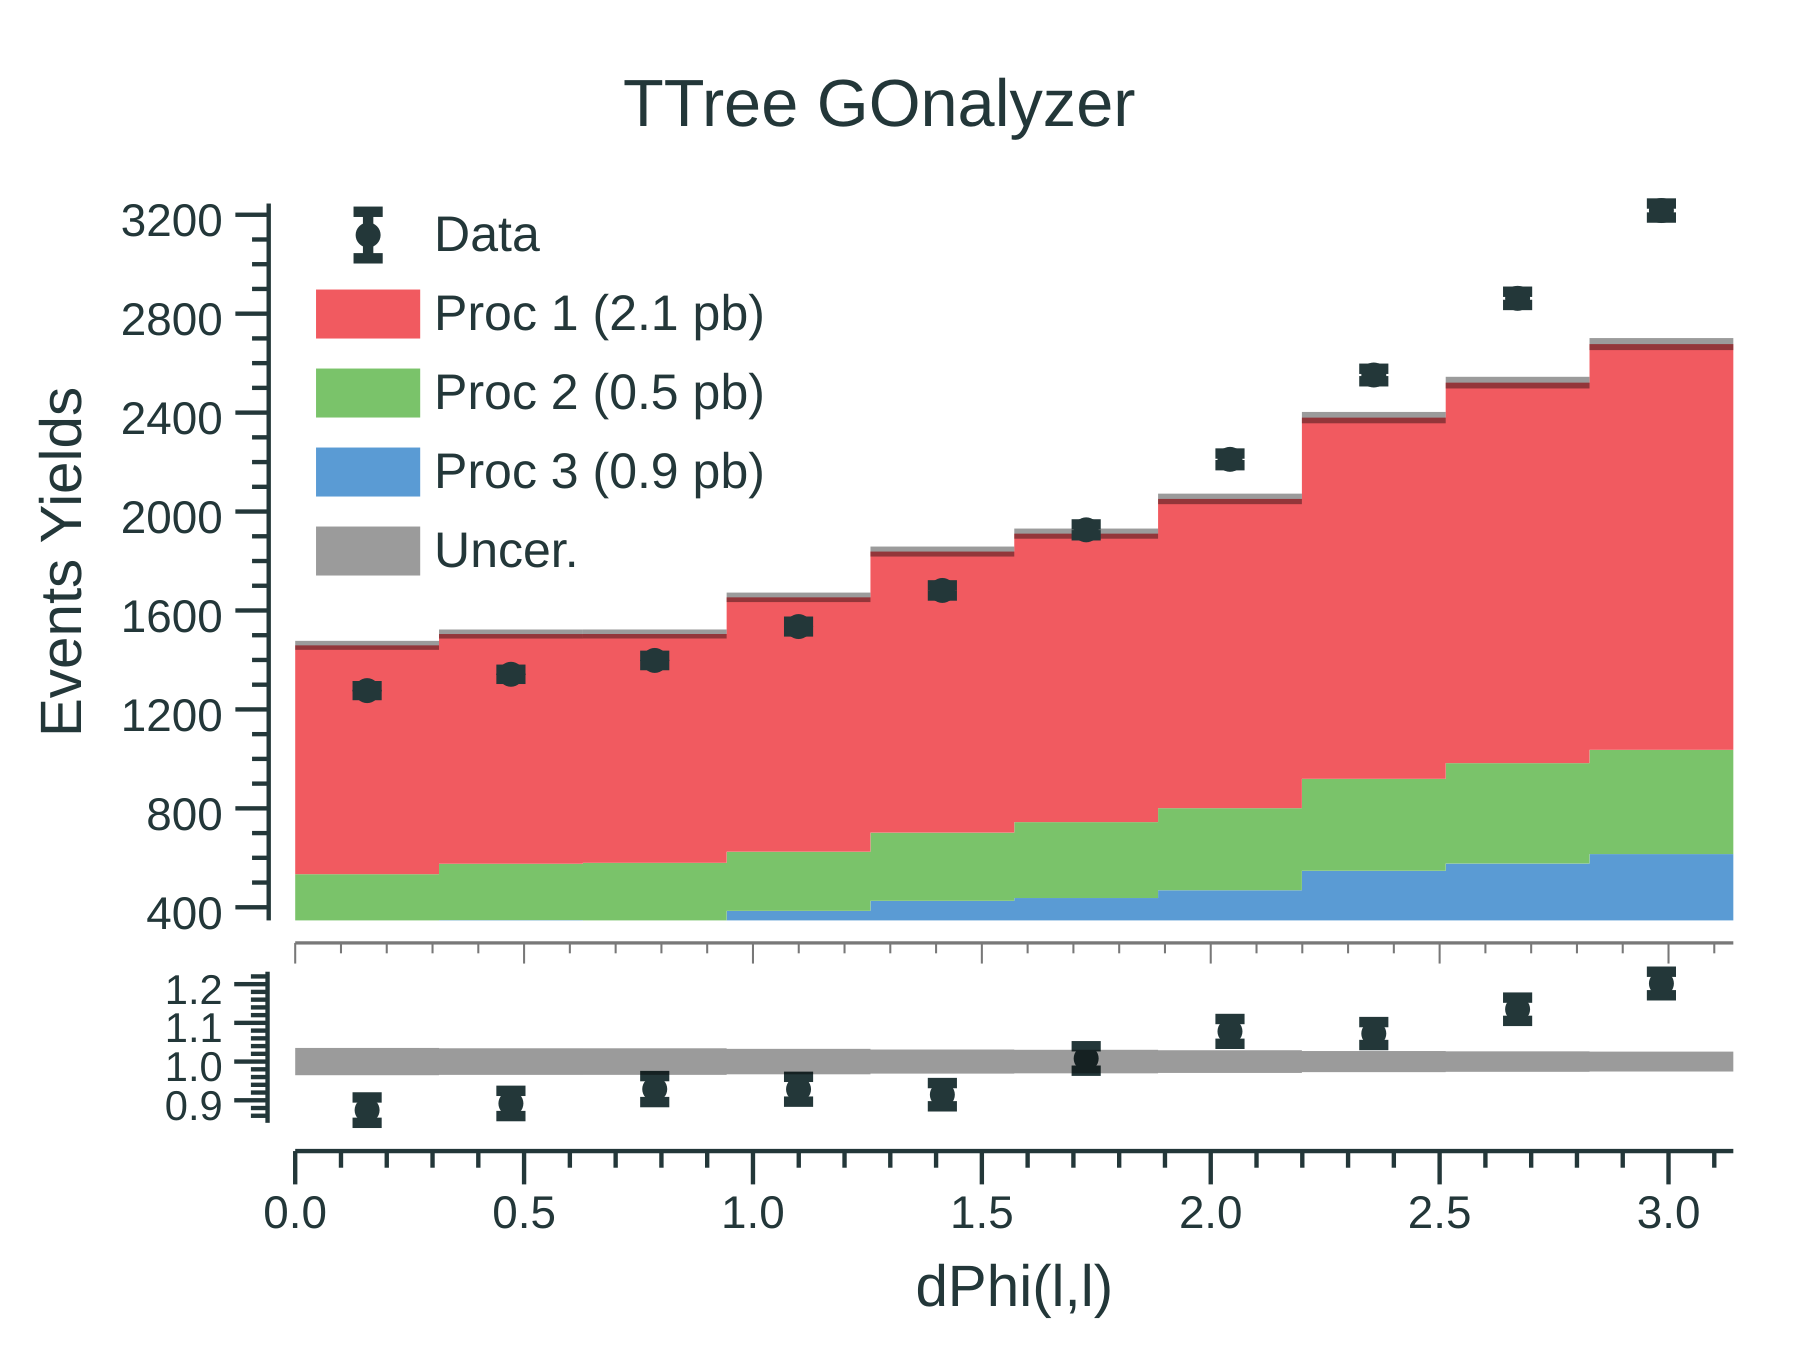 TTree GOnalyzer
Data
Proc 1 (2.1 pb)
Proc 2 (0.5 pb)
Proc 3 (0.9 pb)
Uncer.
Events Yields
3200
2800
2400
2000
1600
1200
800
400
1.2
1.1
1.0
0.9
0.0 0.5 1.0 1.5 2.0 2.5 3.0
dPhi(l,l)